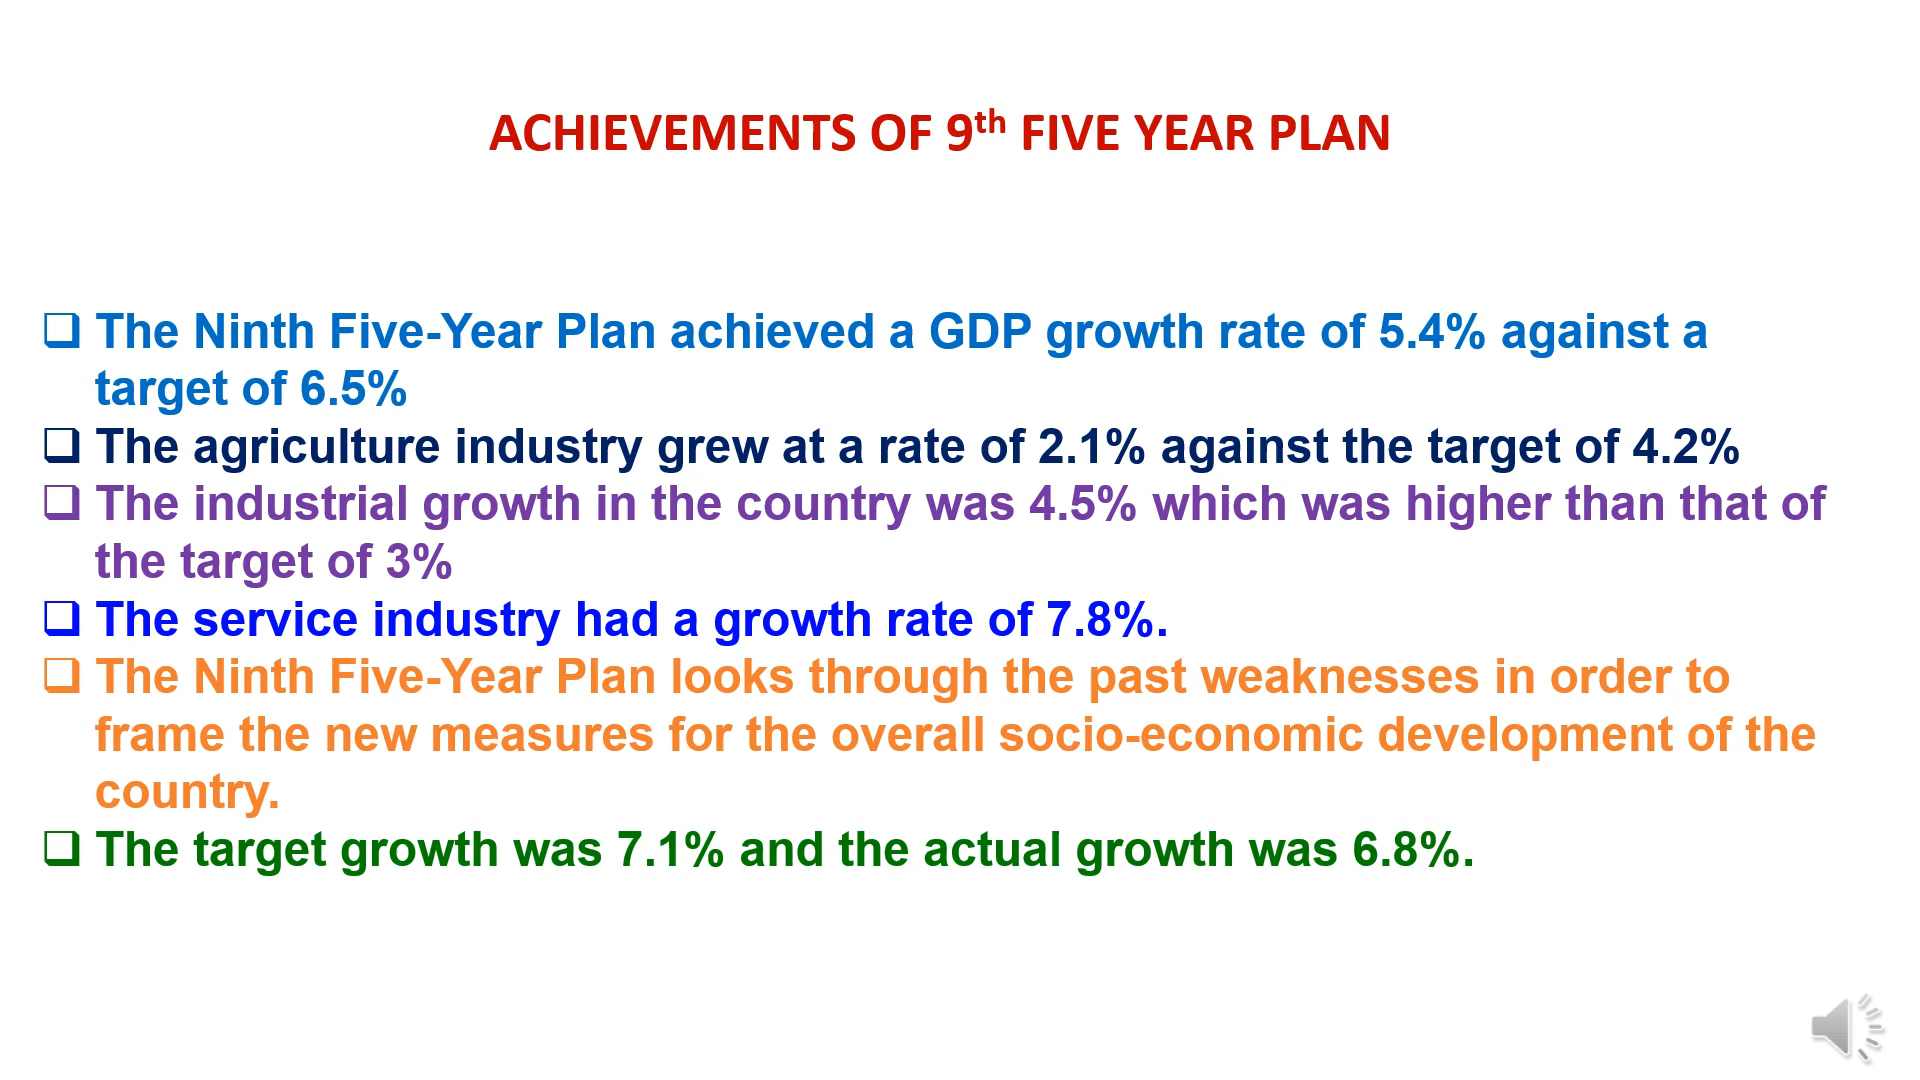 ACHIEVEMENTS OF 9th FIVE YEAR PLAN
❑ The Ninth Five-Year Plan achieved a GDP growth rate of 5.4% against a
target of 6.5%
❑ The agriculture industry grew at a rate of 2.1% against the target of 4.2%
❑ The industrial growth in the country was 4.5% which was higher than that of
the target of 3%
❑ The service industry had a growth rate of 7.8%.
❑ The Ninth Five-Year Plan looks through the past weaknesses in order to
frame the new measures for the overall socio-economic development of the
country.
❑ The target growth was 7.1% and the actual growth was 6.8%.